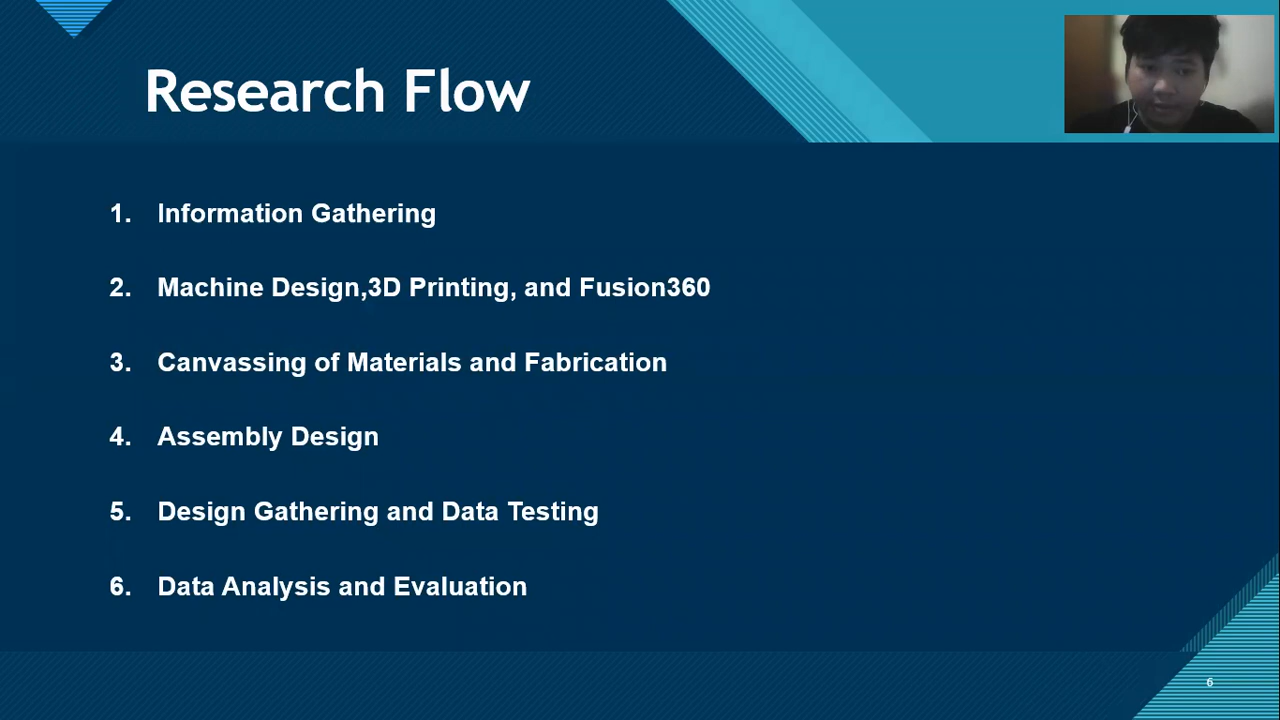 Research Flow
1. Information Gathering
2. Machine Design,3D Printing, and Fusion360
3. Canvassing of Materials and Fabrication
4. Assembly Design
5. Design Gathering and Data Testing
6. Data Analysis and Evaluation
6